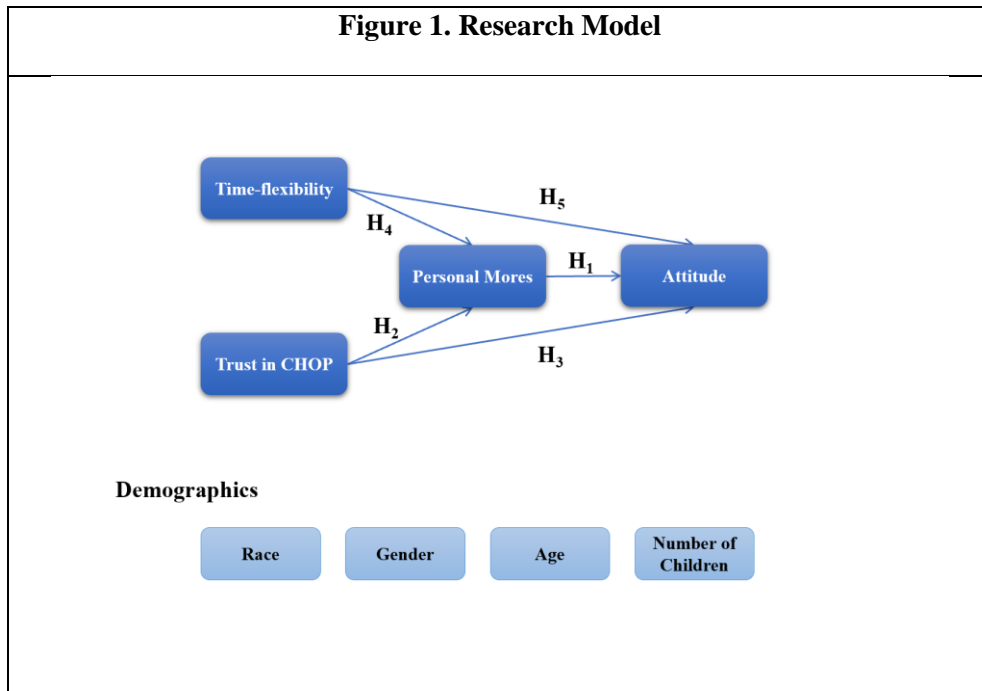 Figure 1. Research Model
Time-flexibility
H5
H4
Personal Mores
H1
Attitude
H2
Trust in CHOP
H3
Demographics
Race
Gender
Age
Number of
Children